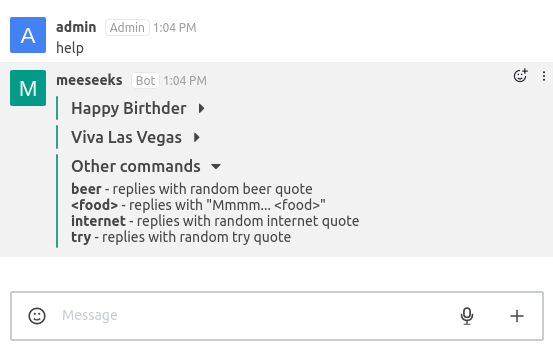 A
admin Admin 1:04 PM
help
M
meeseeks Bot 1:04 PM
Happy Birthder
Viva Las Vegas
Other commands
beer - replies with random beer quote
<food> - replies with "Mmmm... <food>"
internet - replies with random internet quote
try - replies with random try quote
Message